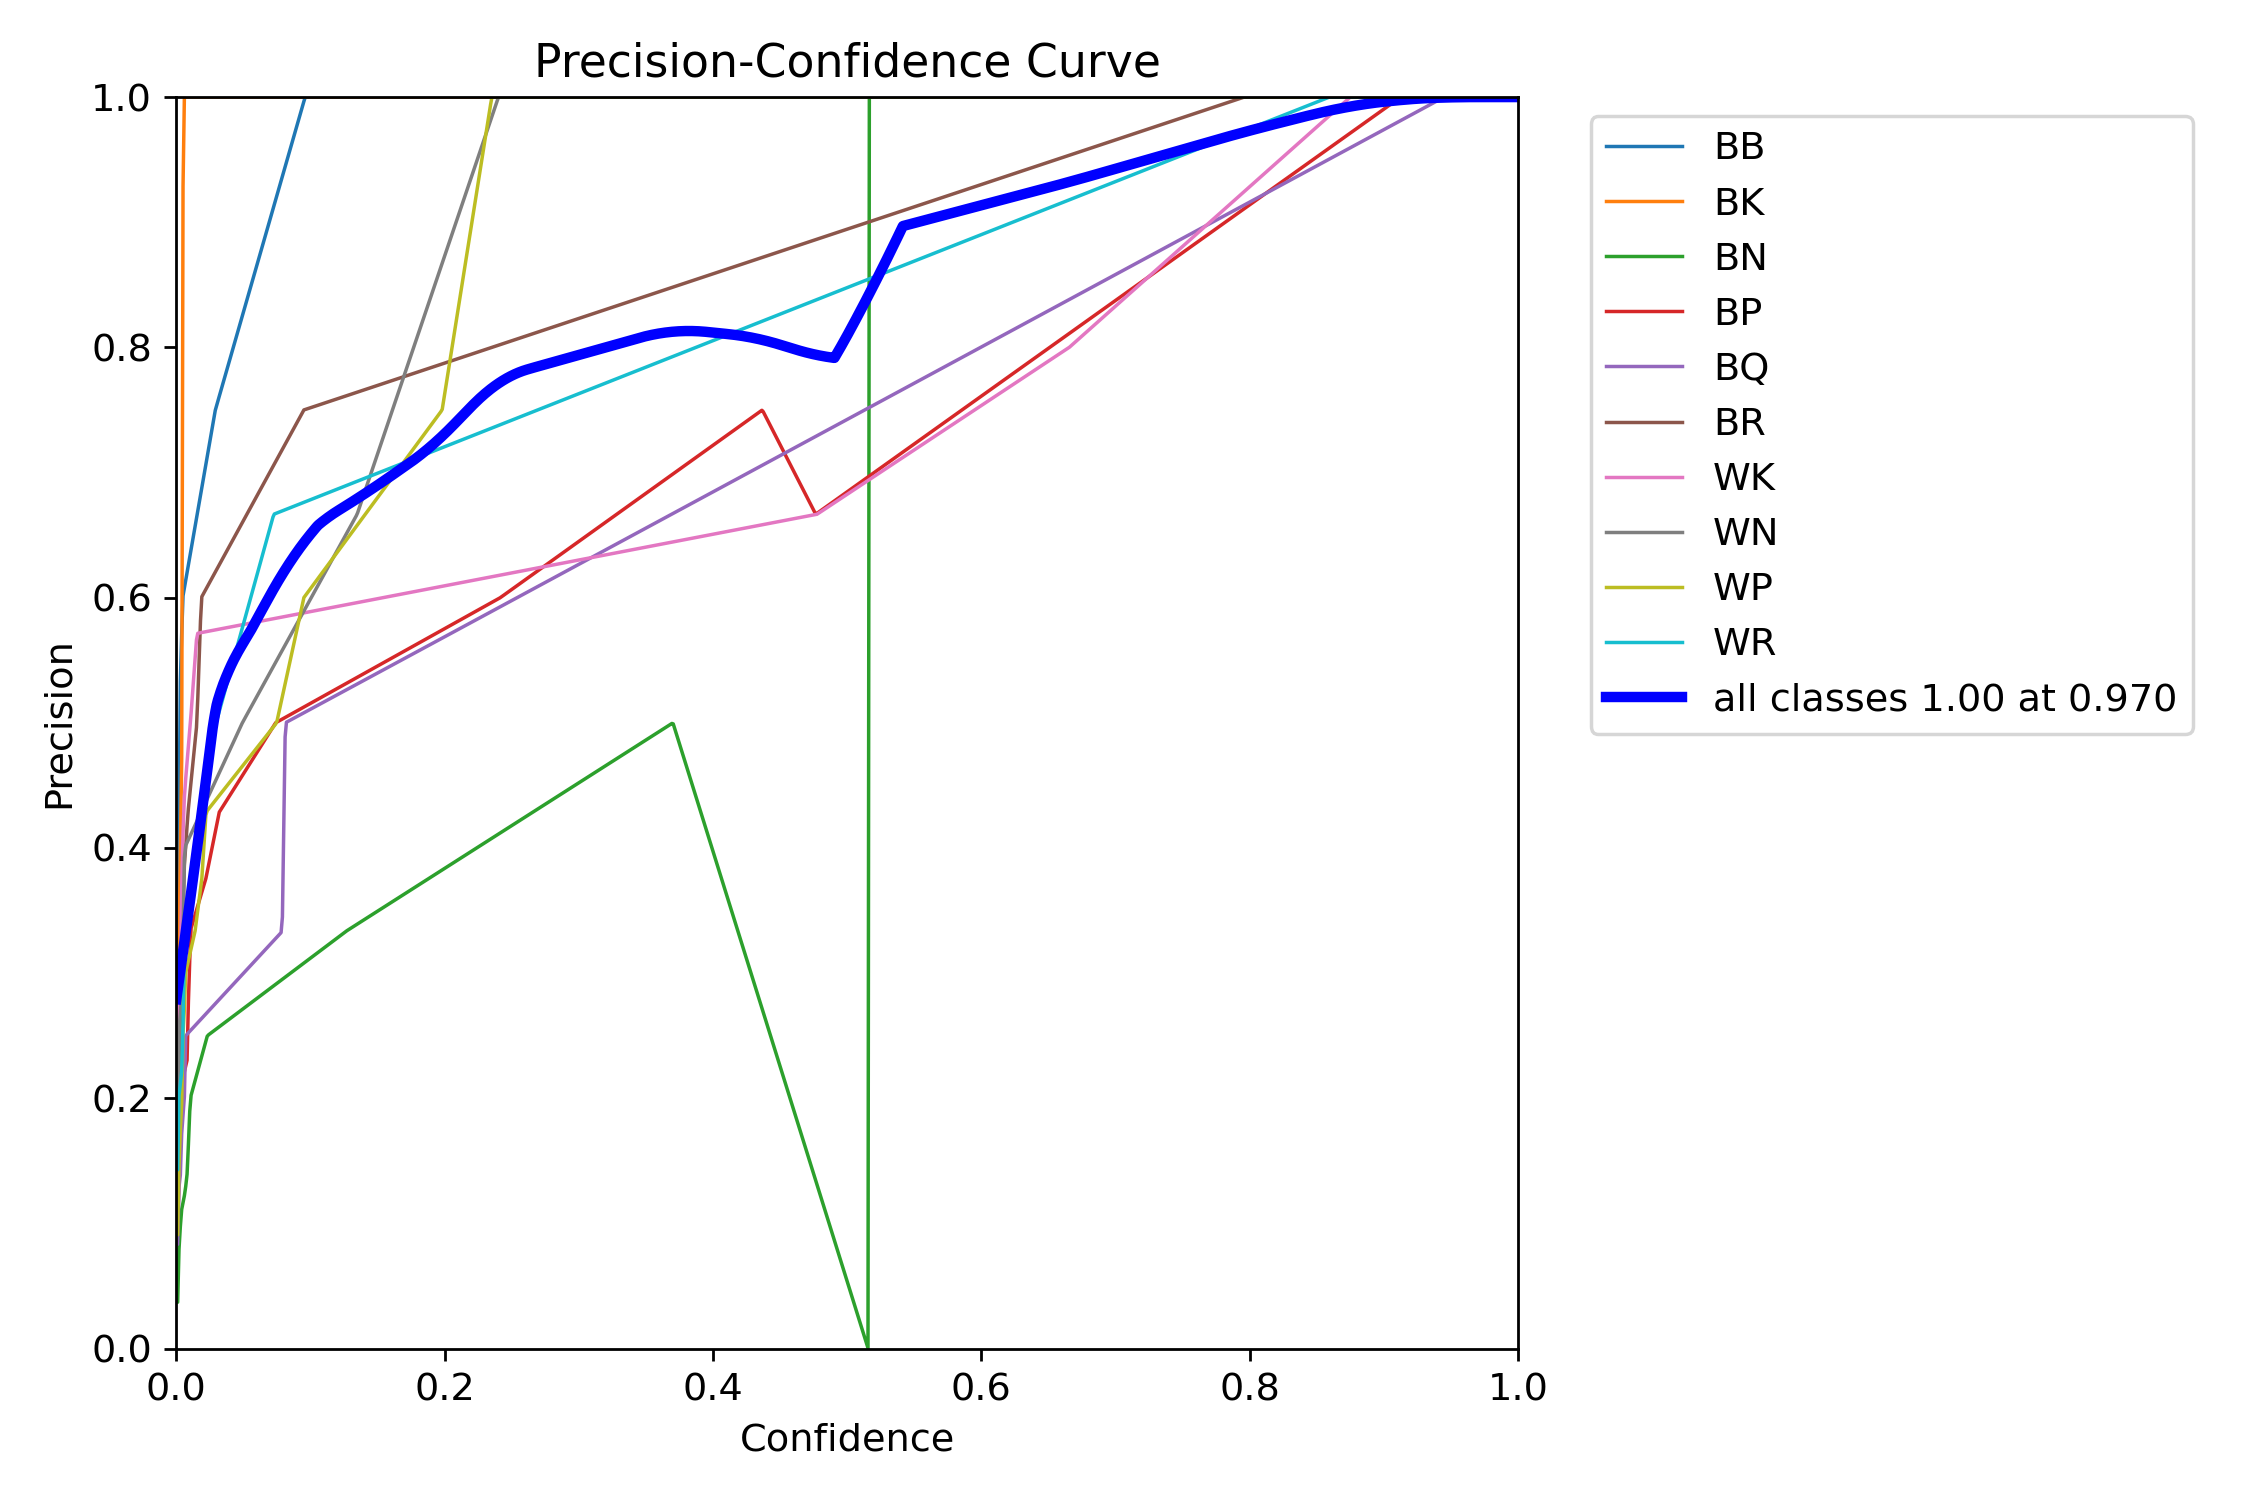 Precision-Confidence Curve
1.0
0.8
0.6
0.4
0.2
0.0
Precision
0.0 0.2 0.4 0.6 0.8 1.0
Confidence
BB
BK
BN
BP
BQ
BR
WK
WN
WP
WR
all classes 1.00 at 0.970